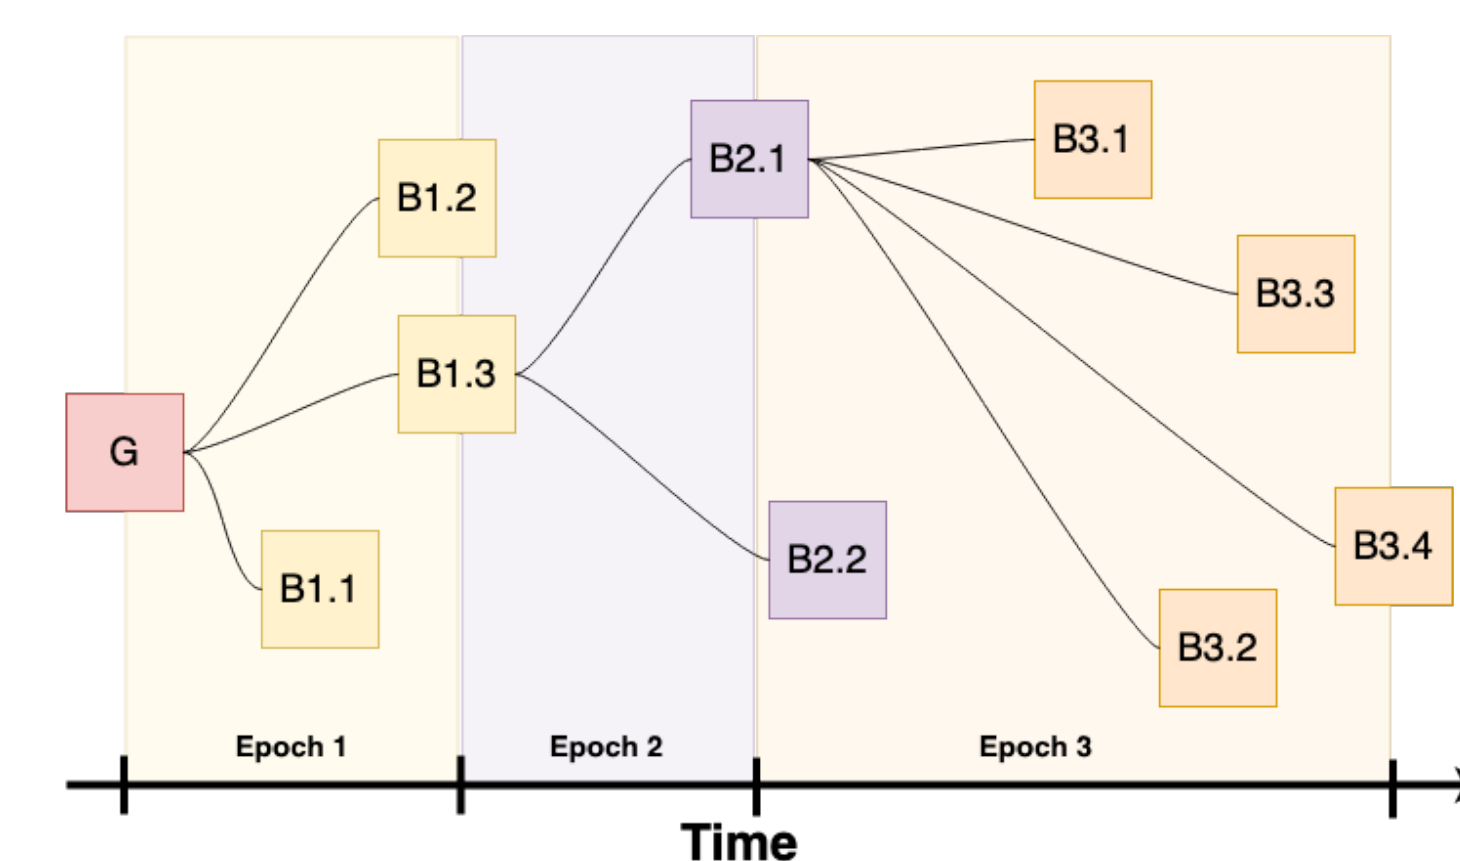 B3.1
B2.1
B1.2
B3.3
B1.3
G
B3.4
B2.2
B1.1
B3.2
Epoch 1
Epoch 2
Epoch 3
Time